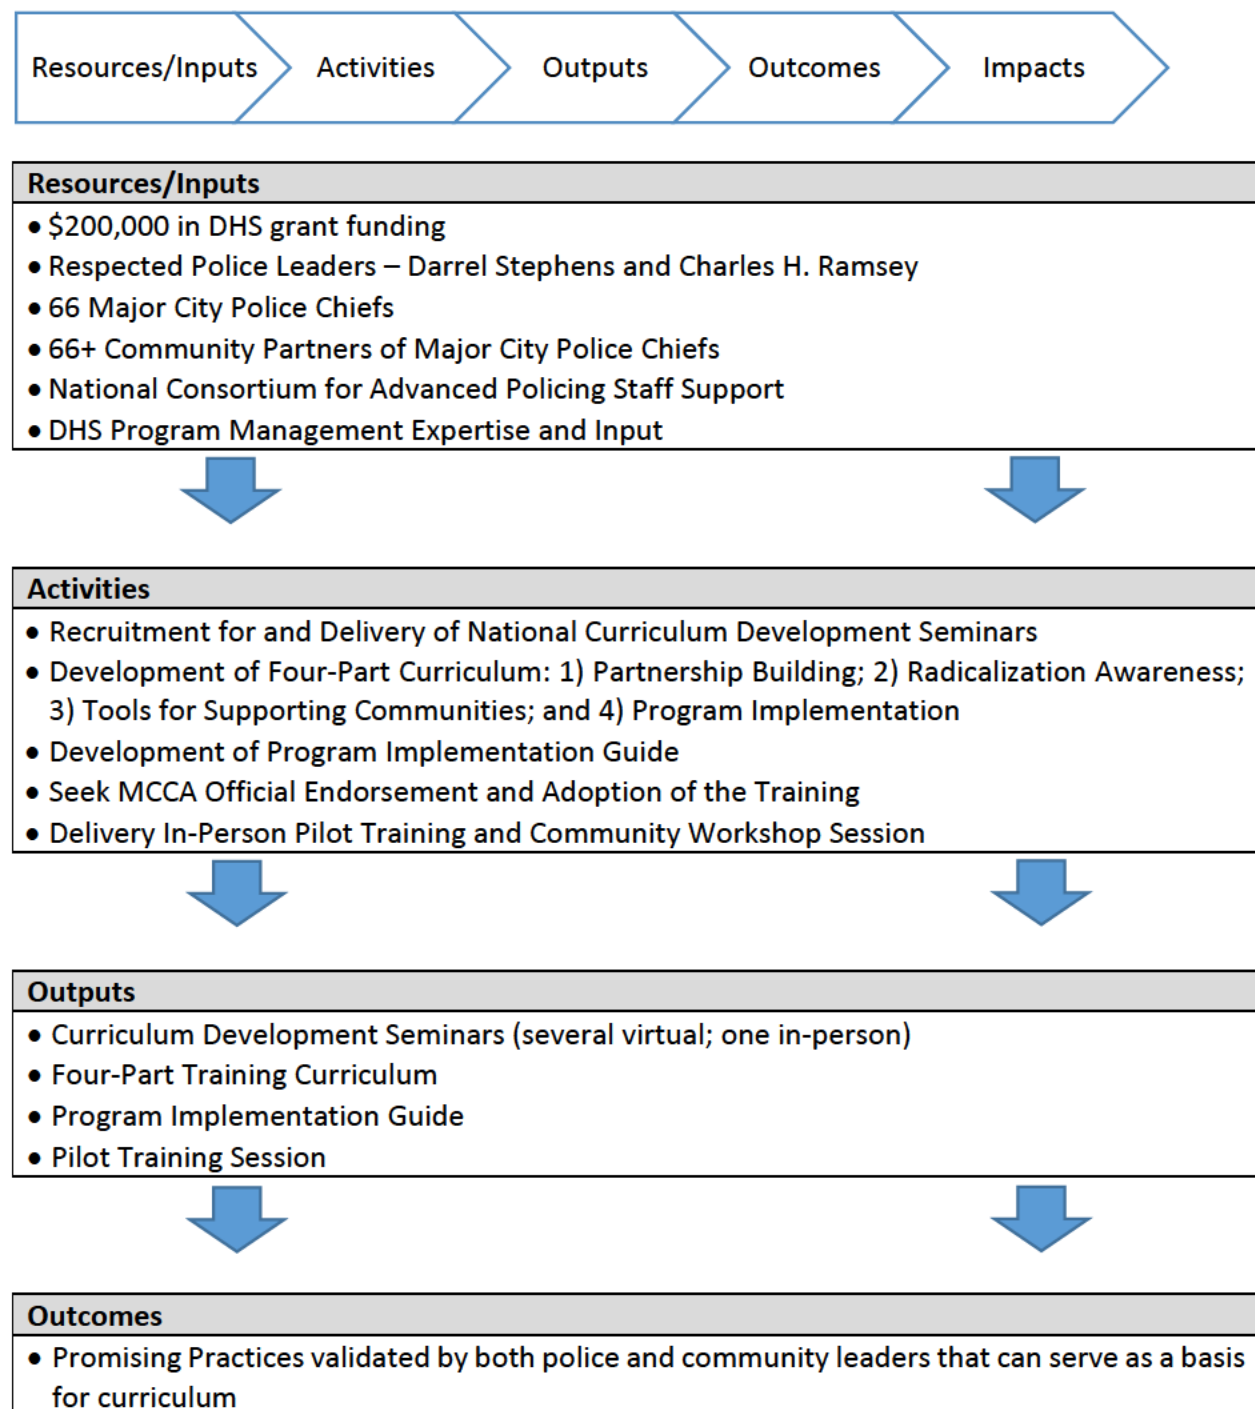 Resources/Inputs
Activities
Outputs
Outcomes
Impacts
Resources/Inputs
• $200,000 in DHS grant funding
• Respected Police Leaders – Darrel Stephens and Charles H. Ramsey
• 66 Major City Police Chiefs
• 66+ Community Partners of Major City Police Chiefs
• National Consortium for Advanced Policing Staff Support
• DHS Program Management Expertise and Input
Activities
• Recruitment for and Delivery of National Curriculum Development Seminars
• Development of Four-Part Curriculum: 1) Partnership Building; 2) Radicalization Awareness;
3) Tools for Supporting Communities; and 4) Program Implementation
• Development of Program Implementation Guide
• Seek MCCA Official Endorsement and Adoption of the Training
• Delivery In-Person Pilot Training and Community Workshop Session
Outputs
• Curriculum Development Seminars (several virtual; one in-person)
• Four-Part Training Curriculum
• Program Implementation Guide
• Pilot Training Session
Outcomes
• Promising Practices validated by both police and community leaders that can serve as a basis
for curriculum